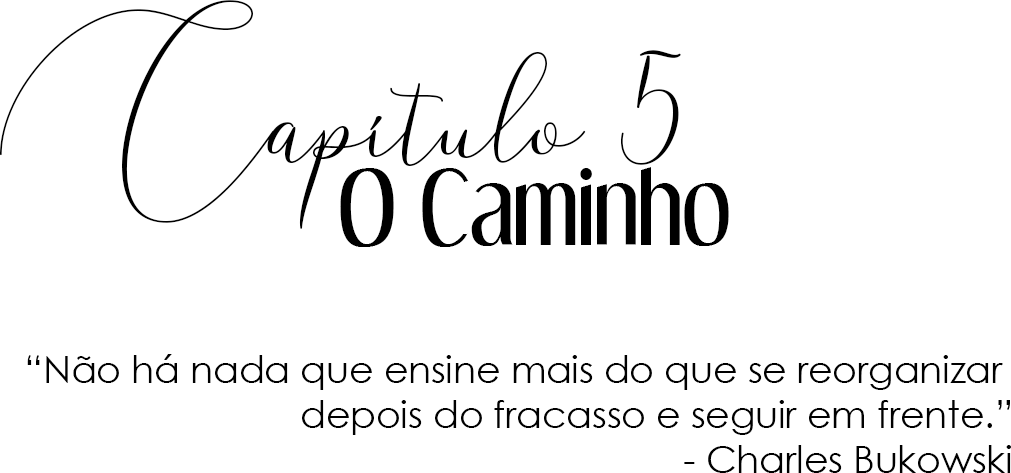 Capítulo 5
O Caminho
“Não há nada que ensine mais do que se reorganizar
depois do fracasso e seguir em frente.”
- Charles Bukowski